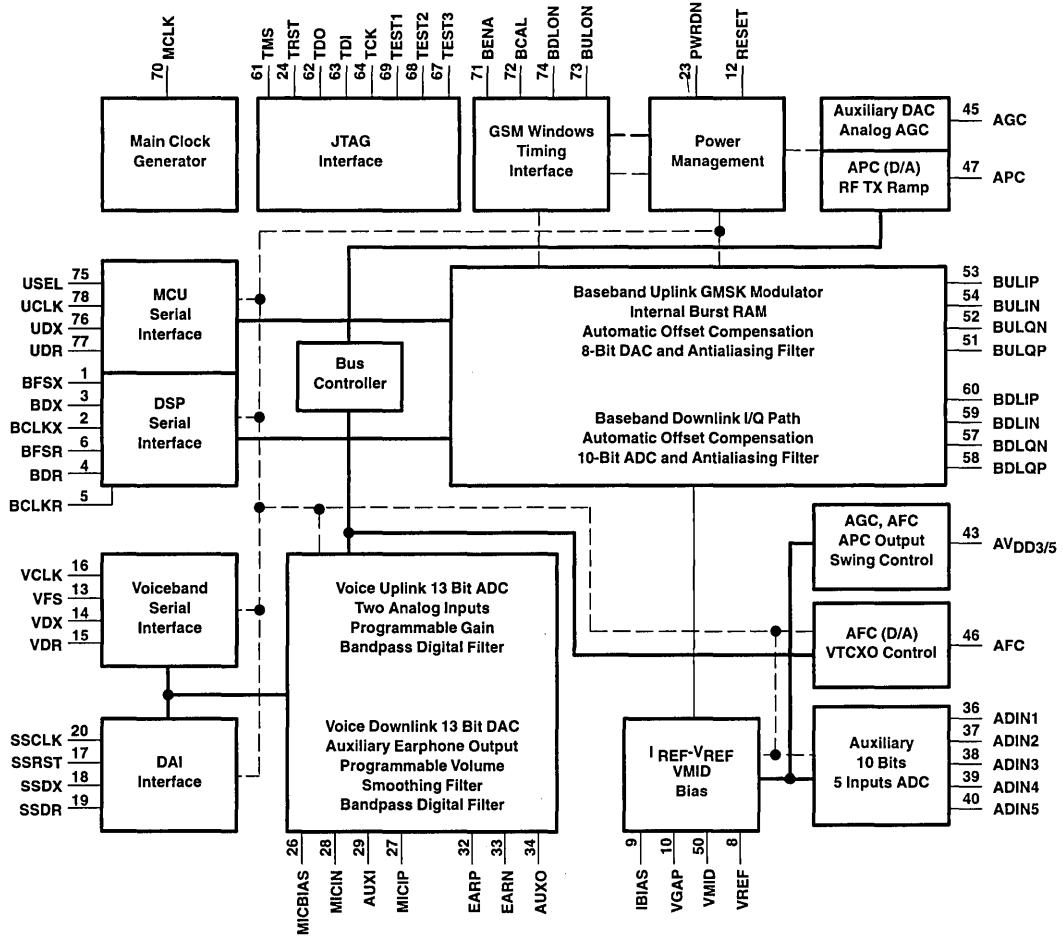 70 MCLK
61 TMS
24 TRST
62 TDO
63 TDI
64 TCK
69 TEST1
68 TEST2
67 TEST3
71 BENA
72 BCAL
74 BDLON
73 BULON
23 PWRDN
12 RESET
Main Clock
Generator
JTAG
Interface
GSM Windows
Timing
Interface
Power
Management
Auxiliary DAC
Analog AGC
APC (D/A)
RF TX Ramp
45 AGC
47 APC
USEL 75
UCLK 78
UDX 76
UDR 77
BFSX 1
BDX 3
BCLKX 2
BFSR 6
BDR 4
BCLKR 5
MCU
Serial
Interface
DSP
Serial
Interface
Bus
Controller
Baseband Uplink GMSK Modulator
Internal Burst RAM
Automatic Offset Compensation
8-Bit DAC and Antialiasing Filter
Baseband Downlink I/Q Path
Automatic Offset Compensation
10-Bit ADC and Antialiasing Filter
53 BULIP
54 BULIN
52 BULQN
51 BULQP
60 BDLIP
59 BDLIN
57 BDLQN
58 BDLQP
VCLK 16
VFS 13
VDX 14
VDR 15
Voiceband
Serial
Interface
SSCLK 20
SSRST 17
SSDX 18
SSDR 19
DAI
Interface
Voice Uplink 13 Bit ADC
Two Analog Inputs
Programmable Gain
Bandpass Digital Filter
Voice Downlink 13 Bit DAC
Auxiliary Earphone Output
Programmable Volume
Smoothing Filter
Bandpass Digital Filter
AGC, AFC
APC Output
Swing Control
43 AVDD3/5
AFC (D/A)
VTCXO Control
46 AFC
I REF-VREF
VMID
Bias
Auxiliary
10 Bits
5 Inputs ADC
36 ADIN1
37 ADIN2
38 ADIN3
39 ADIN4
40 ADIN5
26 MICBIAS
28 MICIN
29 AUXI
27 MICIP
32 EARP
33 EARN
34 AUXO
9 IBIAS
10 VGAP
50 VMID
8 VREF